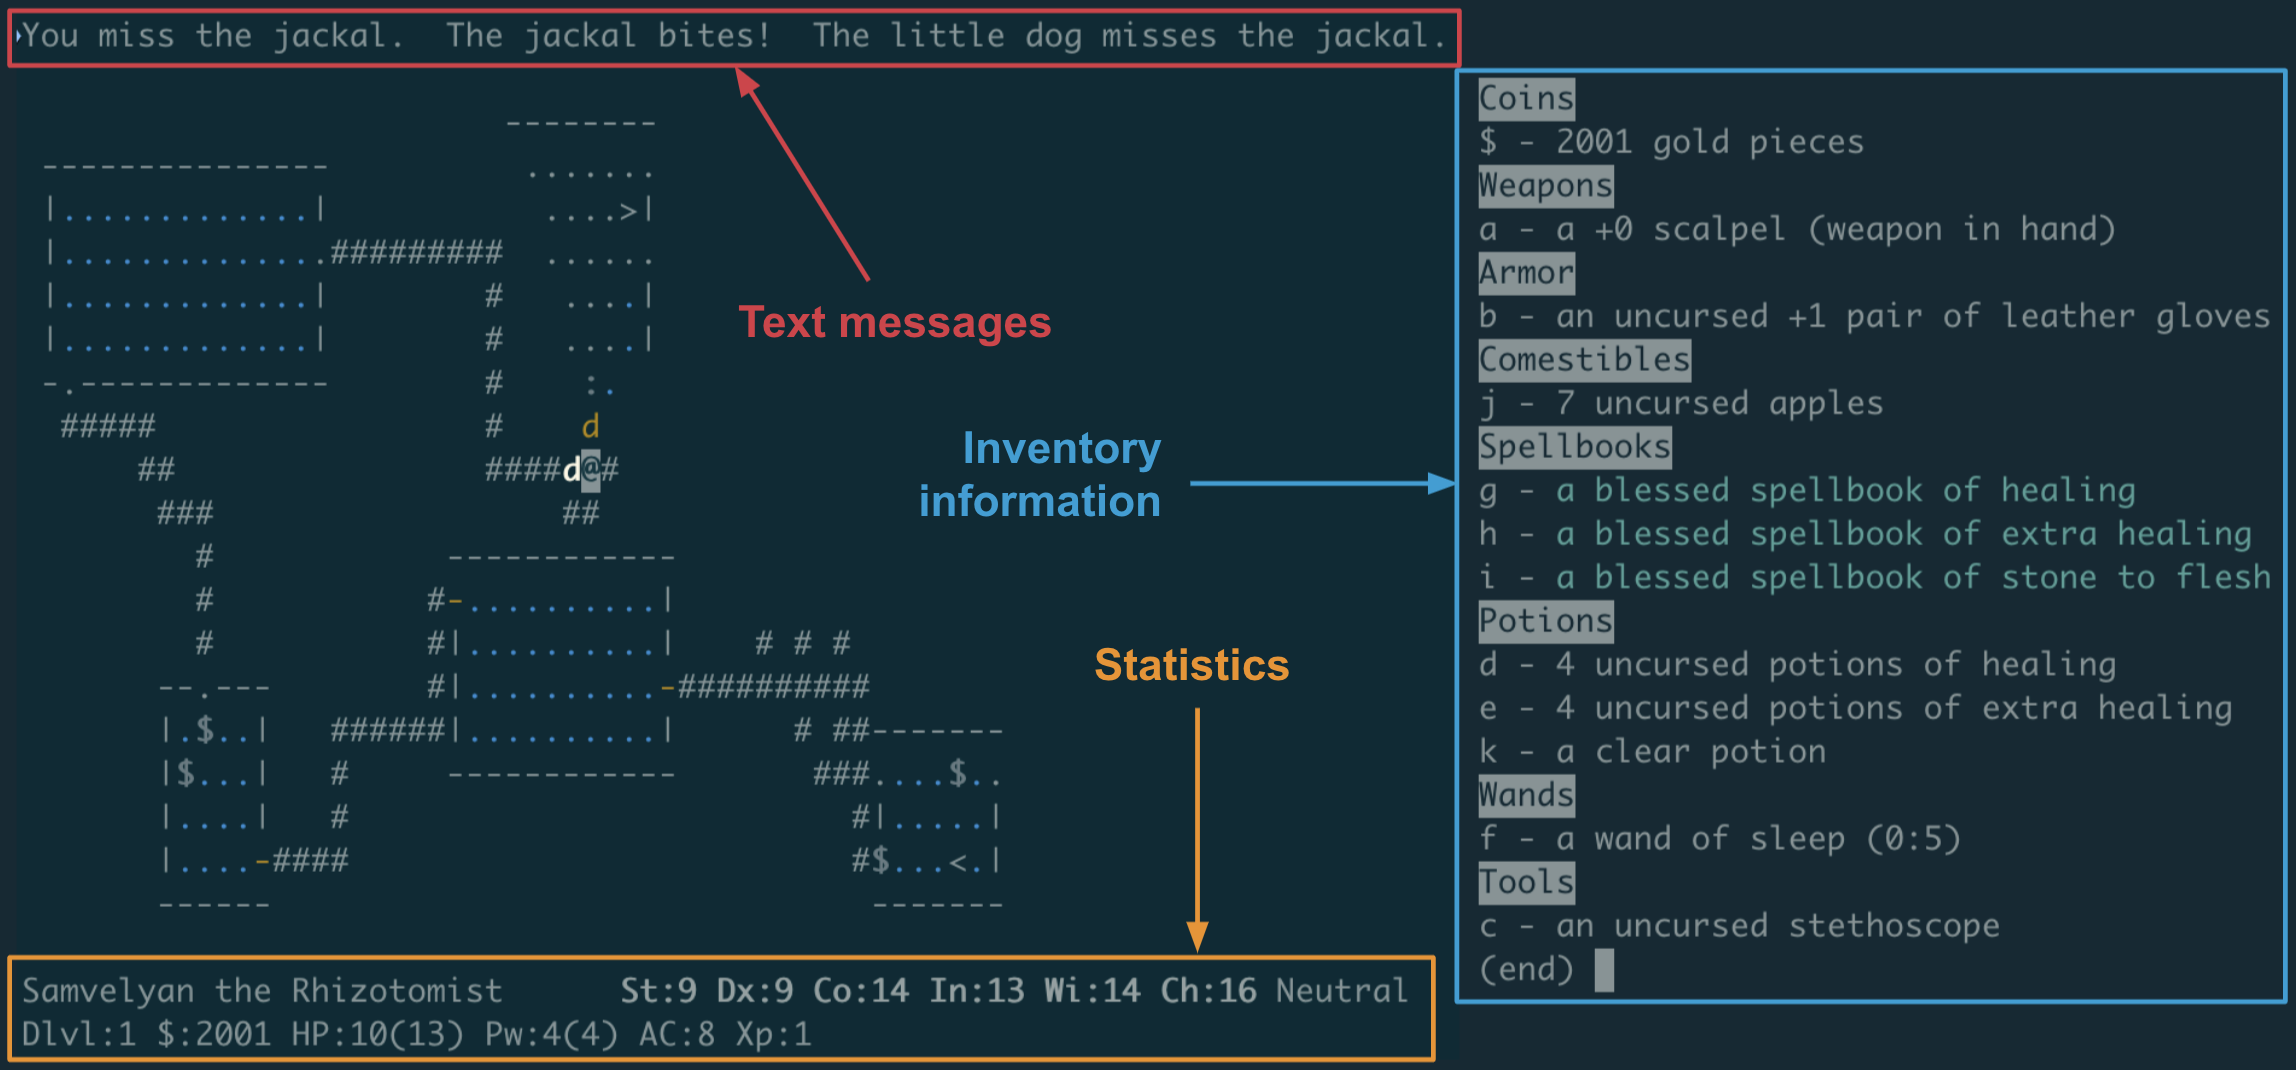 You miss the jackal.  The jackal bites!  The little dog misses the jackal.
--------
---------------     .......
|.............|     ....>|
|..............#########  ......
|.............|        #   ....|
|.............|        #   ....|
-.-------------        #    :.
#####                 #    d
##                ####d@#
###                  ##
#            ------------
#           #-..........|
#           #|..........|    # # #
--.---        #|..........-##########
|.$..|   ######|..........|      # ##-------
|$...|   #     ------------       ###....$..
|....|   #                          #|.....|
|....-####                          #$...<.|
------                               -------
Text messages
Inventory
information
Statistics
Coins
$ - 2001 gold pieces
Weapons
a - a +0 scalpel (weapon in hand)
Armor
b - an uncursed +1 pair of leather gloves
Comestibles
j - 7 uncursed apples
Spellbooks
g - a blessed spellbook of healing
h - a blessed spellbook of extra healing
i - a blessed spellbook of stone to flesh
Potions
d - 4 uncursed potions of healing
e - 4 uncursed potions of extra healing
k - a clear potion
Wands
f - a wand of sleep (0:5)
Tools
c - an uncursed stethoscope
(end)
Samvelyan the Rhizotomist      St:9 Dx:9 Co:14 In:13 Wi:14 Ch:16 Neutral
Dlvl:1 $:2001 HP:10(13) Pw:4(4) AC:8 Xp:1